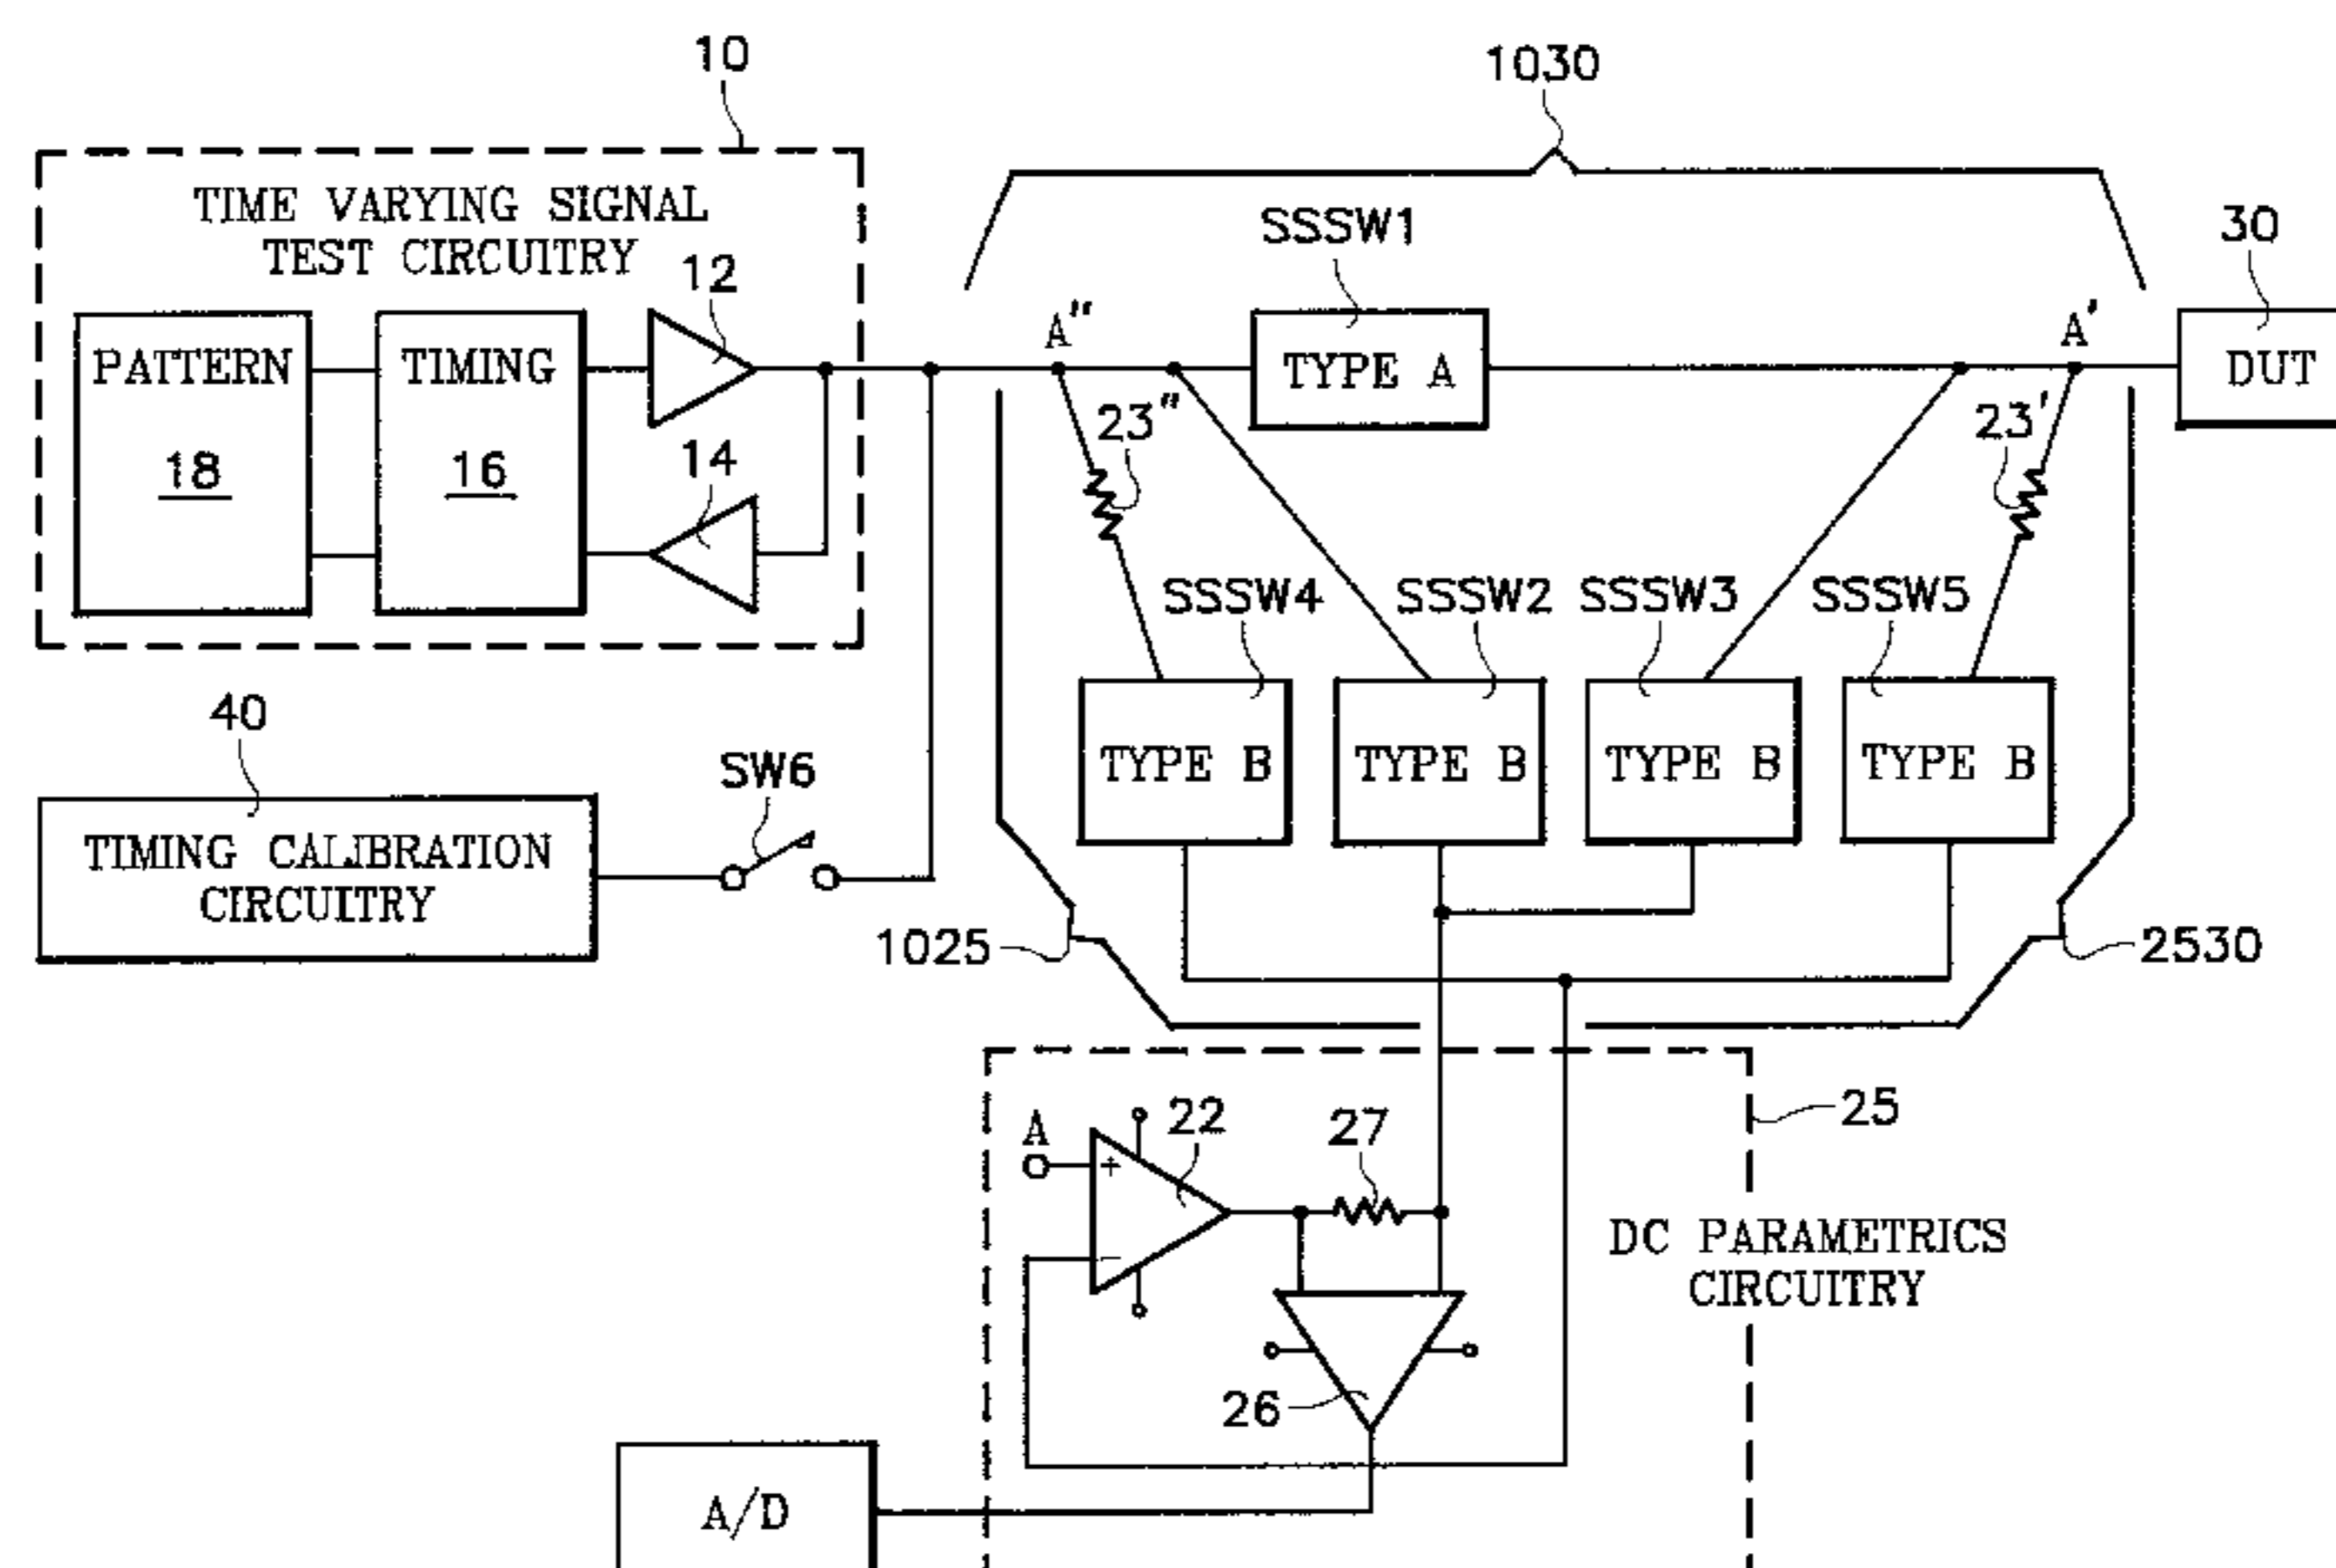 10
1030
TIME VARYING SIGNAL
TEST CIRCUITRY
SSSW1
30
12
A"
A'
PATTERN
TIMING
TYPE A
DUT
23"
23'
18
16
14
SSSW4
SSSW2
SSSW3
SSSW5
40
SW6
TYPE B
TYPE B
TYPE B
TYPE B
TIMING CALIBRATION
CIRCUITRY
1025
2530
A
22
27
25
+
−
DC PARAMETRICS
CIRCUITRY
26
A/D